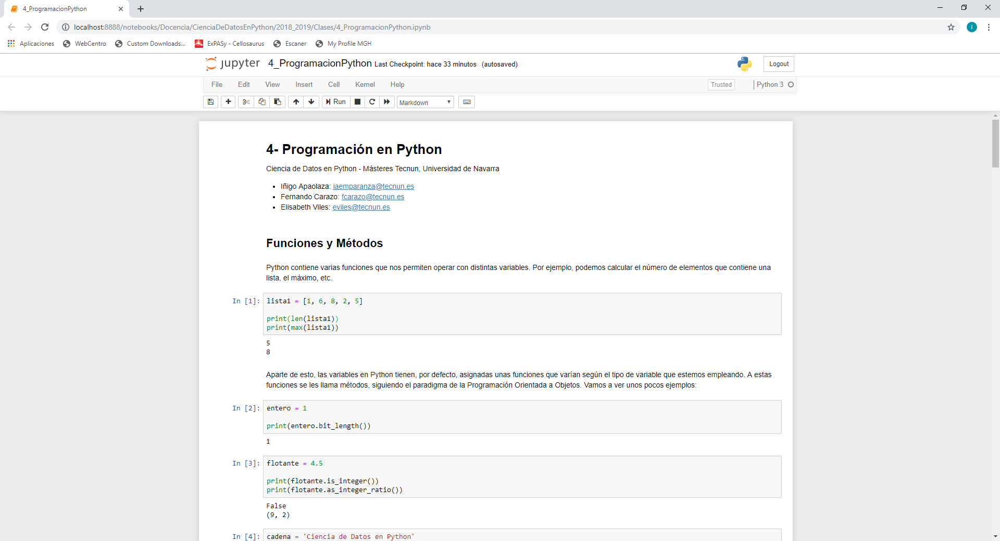 4_ProgramacionPython
localhost:8888/notebooks/Docencia/CienciaDeDatosEnPython/2018_2019/Clases/4_ProgramacionPython.ipynb
I
Aplicaciones WebCentro Custom Downloads... ExPASy - Cellosaurus Escaner My Profile MGH
jupyter 4_ProgramacionPython Last Checkpoint: hace 33 minutos (autosaved) Logout
File Edit View Insert Cell Kernel Help Trusted Python 3
Run Markdown
4- Programación en Python
Ciencia de Datos en Python - Másteres Tecnun, Universidad de Navarra
• Iñigo Apaolaza: iaemparanza@tecnun.es
• Fernando Carazo: fcarazo@tecnun.es
• Elisabeth Viles: eviles@tecnun.es
Funciones y Métodos
Python contiene varias funciones que nos permiten operar con distintas variables. Por ejemplo, podemos calcular el número de elementos que contiene una
lista, el máximo, etc.
In [1]: lista1 = [1, 6, 8, 2, 5]
print(len(lista1))
print(max(lista1))
5
8
Aparte de esto, las variables en Python tienen, por defecto, asignadas unas funciones que varían según el tipo de variable que estemos empleando. A estas
funciones se les llama métodos, siguiendo el paradigma de la Programación Orientada a Objetos. Vamos a ver unos pocos ejemplos:
In [2]: entero = 1
print(entero.bit_length())
1
In [3]: flotante = 4.5
print(flotante.is_integer())
print(flotante.as_integer_ratio())
False
(9, 2)
In [4]: cadena = 'Ciencia de Datos en Python'